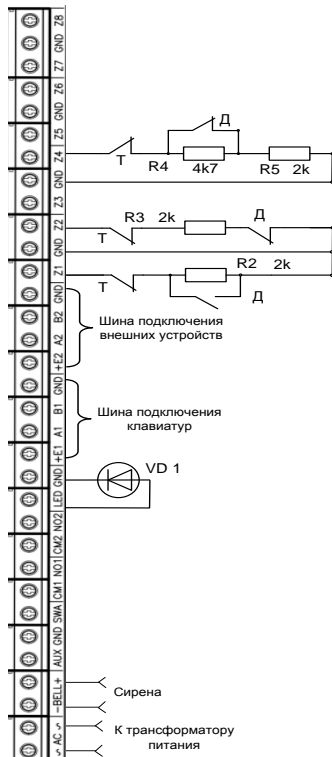 Z8
GND
Z7
Z6
GND
Z5
Z4
GND
Z3
Z2
GND
Z1
GND
B2
A2
+E2
GND
B1
A1
+E1
GND
LED
NO2
CM2
NO1
CM1
SWA
GND
AUX
-BELL+
AC
Д
Т
R4
4k7
R5
2k
R3
2k
Д
Т
R2
2k
Т
Д
Шина подключения
внешних устройств
Шина подключения
клавиатур
VD 1
Сирена
К трансформатору
питания